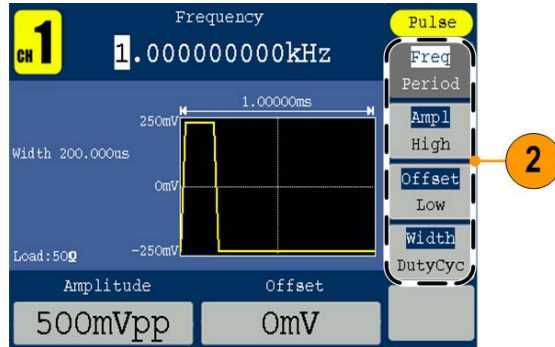 CH 1
Frequency
1.000000000kHz
Pulse
Freq
Period
Ampl
High
Offset
Low
Width
DutyCyc
2
1.00000ms
250mV
Width 200.000us
0mV
-250mV
Load:50Ω
Amplitude
500mVpp
Offset
0mV